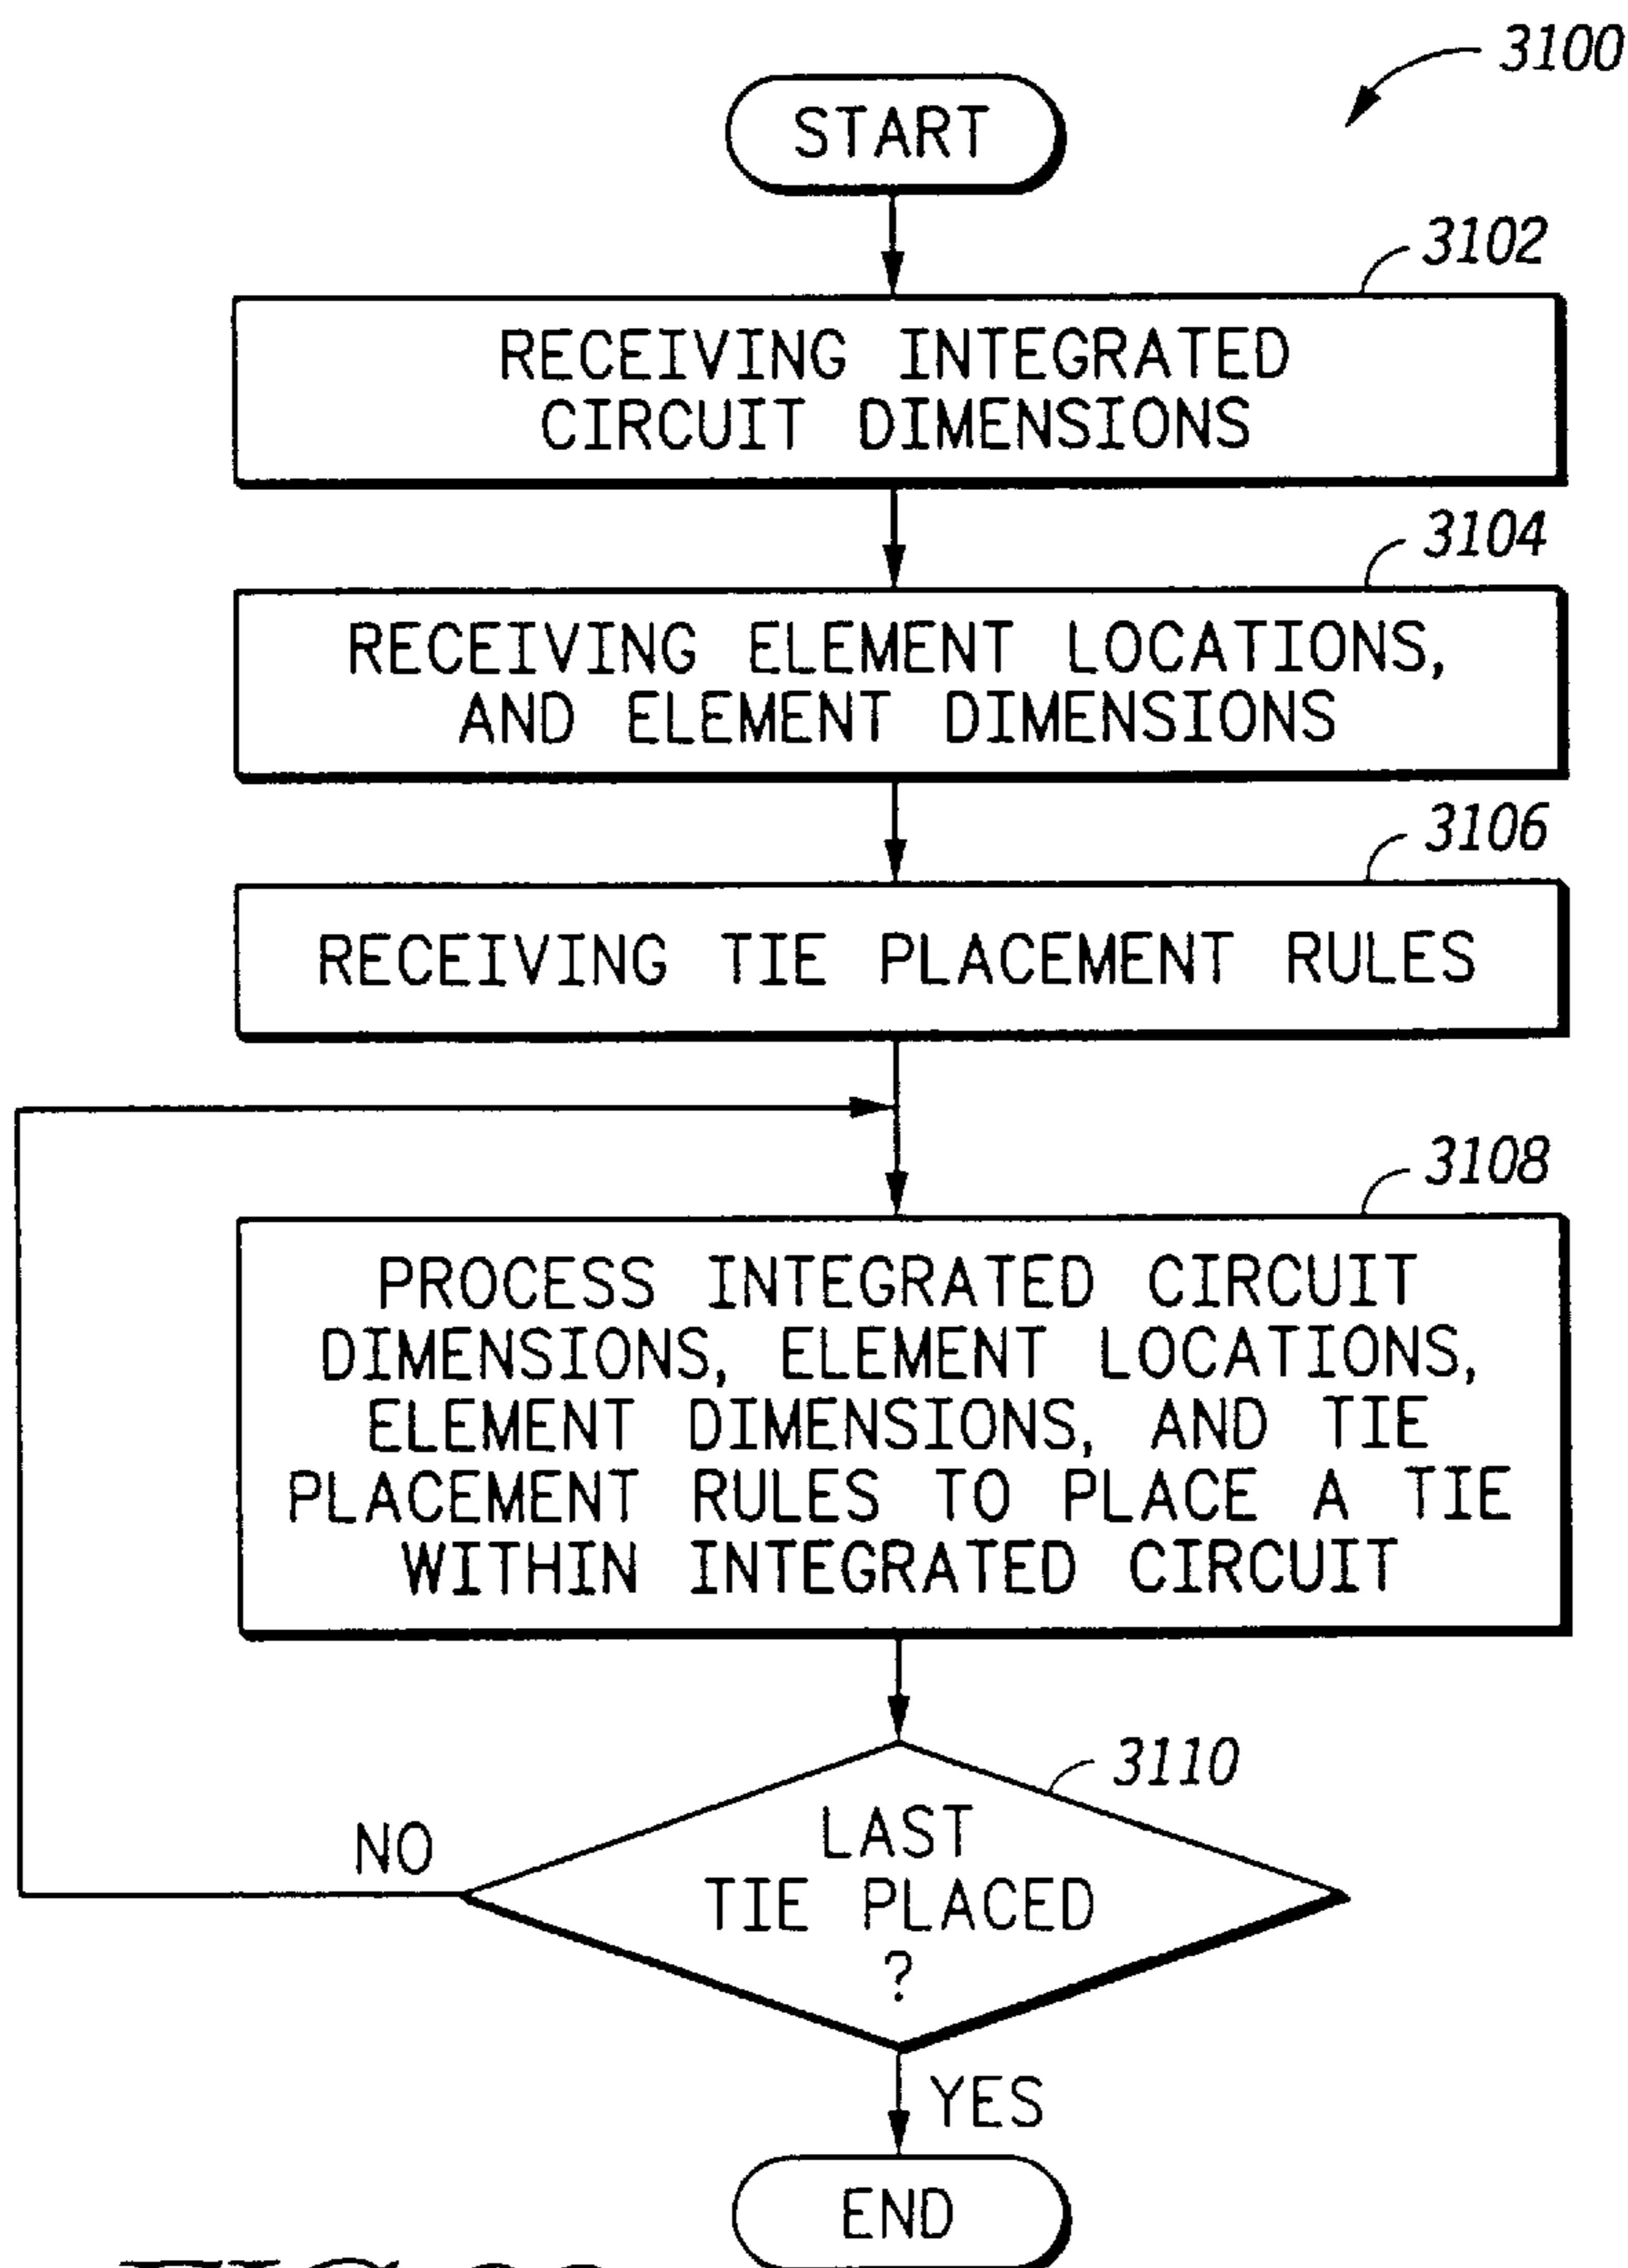 3100
START
3102
RECEIVING INTEGRATED
CIRCUIT DIMENSIONS
3104
RECEIVING ELEMENT LOCATIONS,
AND ELEMENT DIMENSIONS
3106
RECEIVING TIE PLACEMENT RULES
3108
PROCESS INTEGRATED CIRCUIT
DIMENSIONS, ELEMENT LOCATIONS,
ELEMENT DIMENSIONS, AND TIE
PLACEMENT RULES TO PLACE A TIE
WITHIN INTEGRATED CIRCUIT
3110
LAST
TIE PLACED
?
NO
YES
END